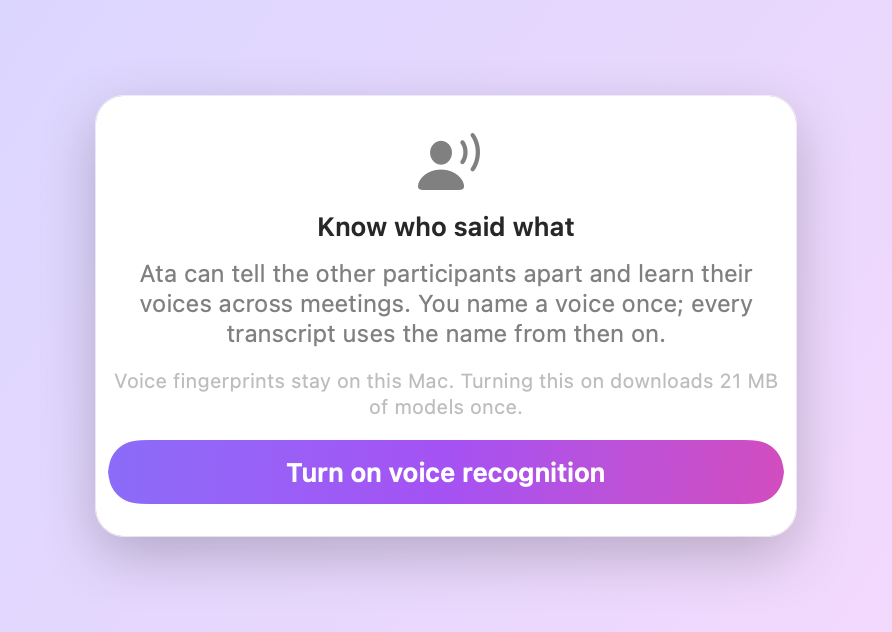 Know who said what
Ata can tell the other participants apart and learn their
voices across meetings. You name a voice once; every
transcript uses the name from then on.
Voice fingerprints stay on this Mac. Turning this on downloads 21 MB
of models once.
Turn on voice recognition